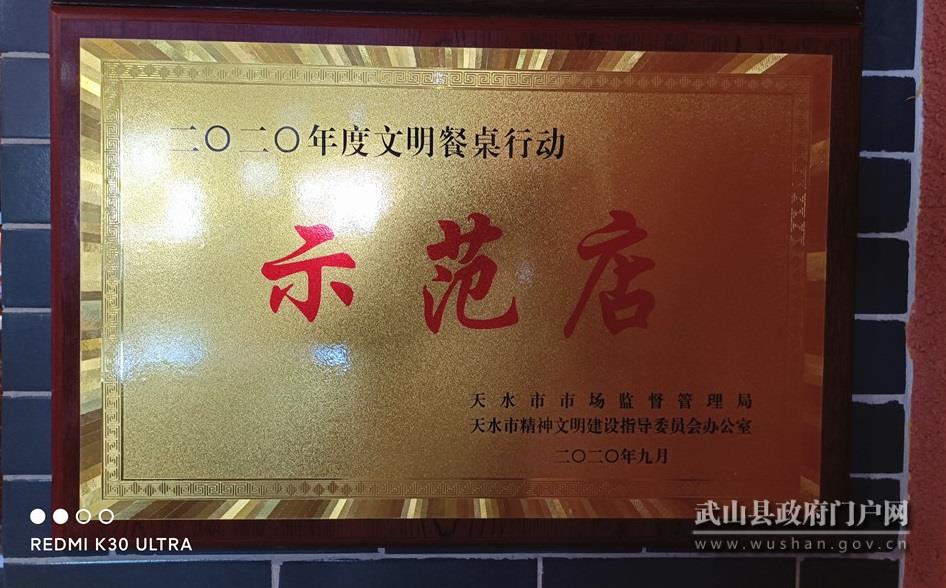 二〇二〇年度文明餐桌行动
示范店
天水市市场监督管理局
天水市精神文明建设指导委员会办公室
二〇二〇年九月
REDMI K30 ULTRA
武山县政府门户网
www.wushan.gov.cn